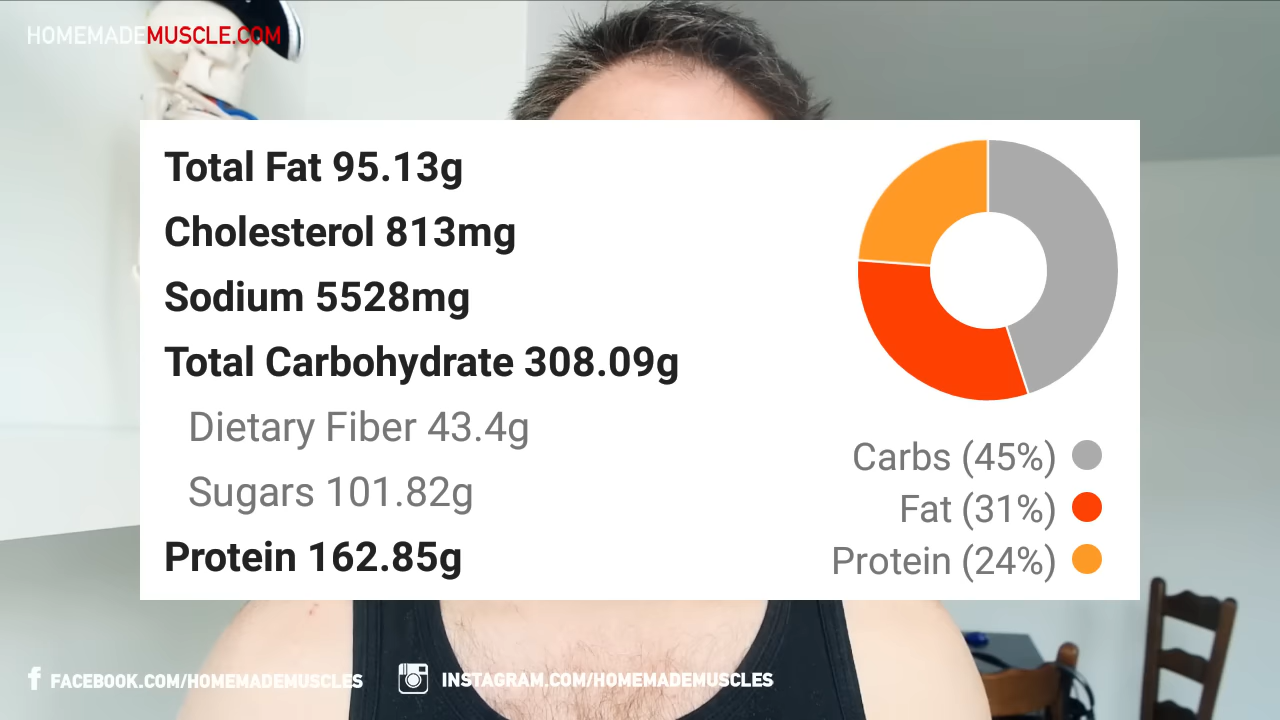 HOMEMADEMUSCLE.COM
Total Fat 95.13g
Cholesterol 813mg
Sodium 5528mg
Total Carbohydrate 308.09g
Dietary Fiber 43.4g
Sugars 101.82g
Protein 162.85g
Carbs (45%)
Fat (31%)
Protein (24%)
FACEBOOK.COM/HOMEMADEMUSCLES
INSTAGRAM.COM/HOMEMADEMUSCLES